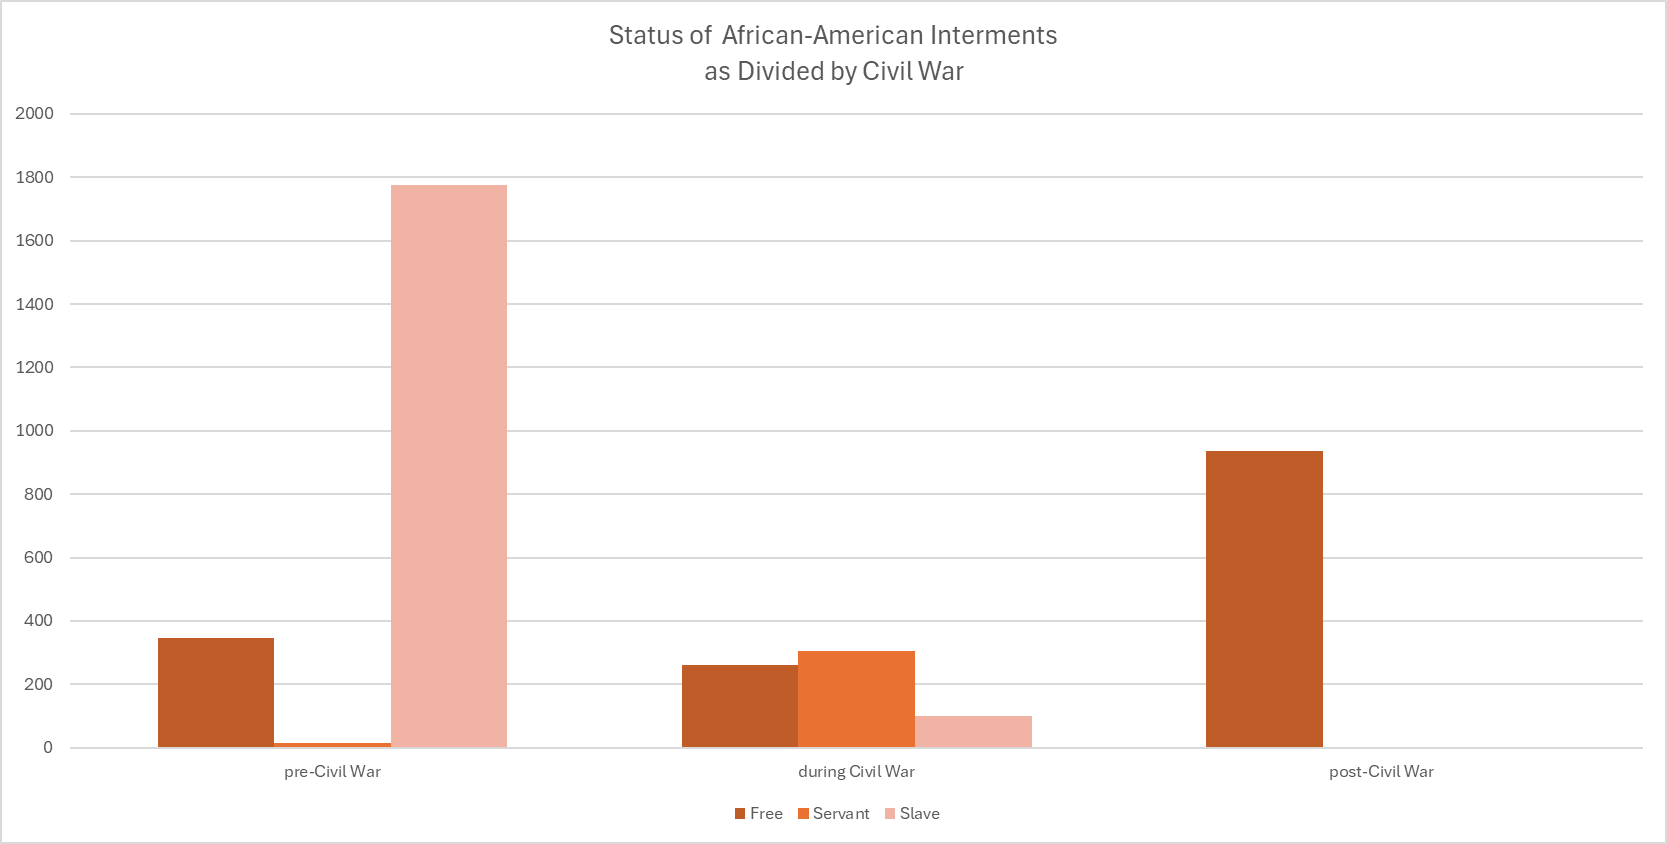 Status of  African-American Interments
as Divided by Civil War
2000
1800
1600
1400
1200
1000
800
600
400
200
0
pre-Civil War
during Civil War
post-Civil War
Free Servant Slave